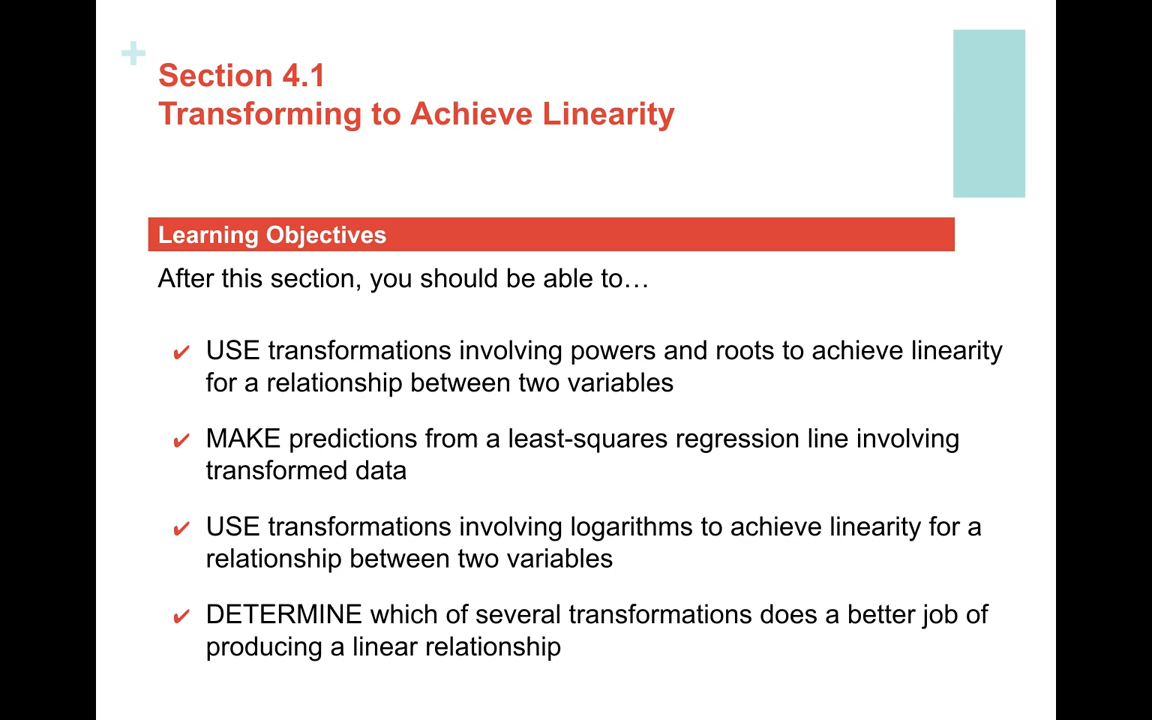 +
Section 4.1
Transforming to Achieve Linearity
Learning Objectives
After this section, you should be able to…
✔ USE transformations involving powers and roots to achieve linearity
for a relationship between two variables
✔ MAKE predictions from a least-squares regression line involving
transformed data
✔ USE transformations involving logarithms to achieve linearity for a
relationship between two variables
✔ DETERMINE which of several transformations does a better job of
producing a linear relationship